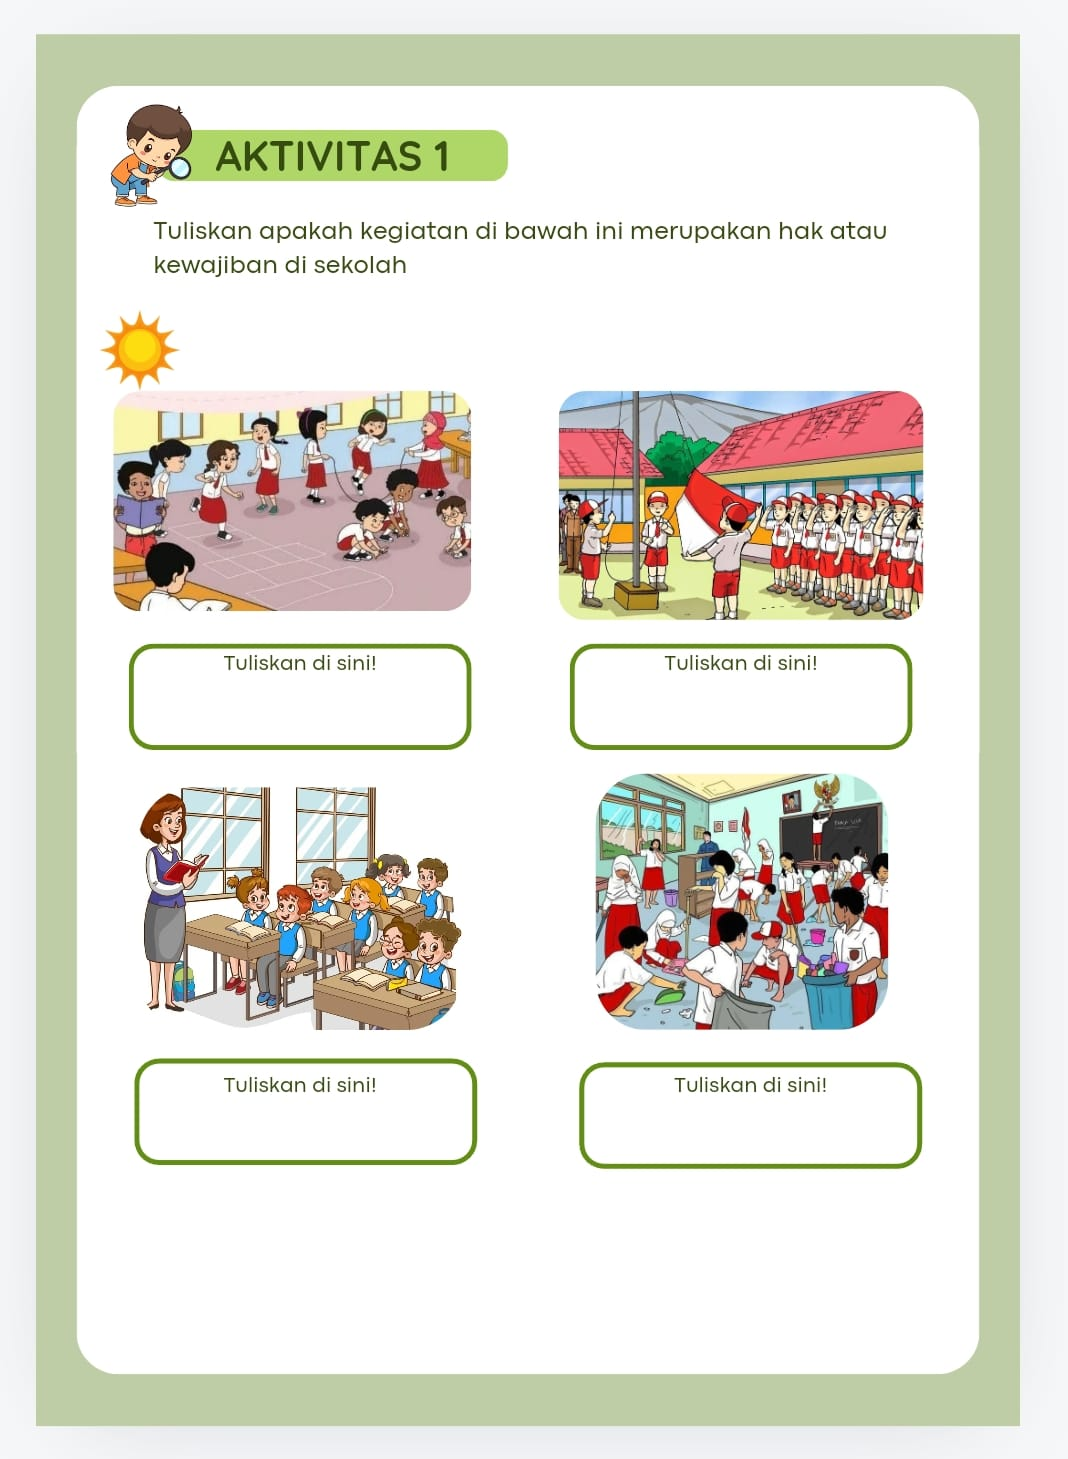 AKTIVITAS 1
Tuliskan apakah kegiatan di bawah ini merupakan hak atau
kewajiban di sekolah
Tuliskan di sini!
Tuliskan di sini!
Tuliskan di sini!
Tuliskan di sini!